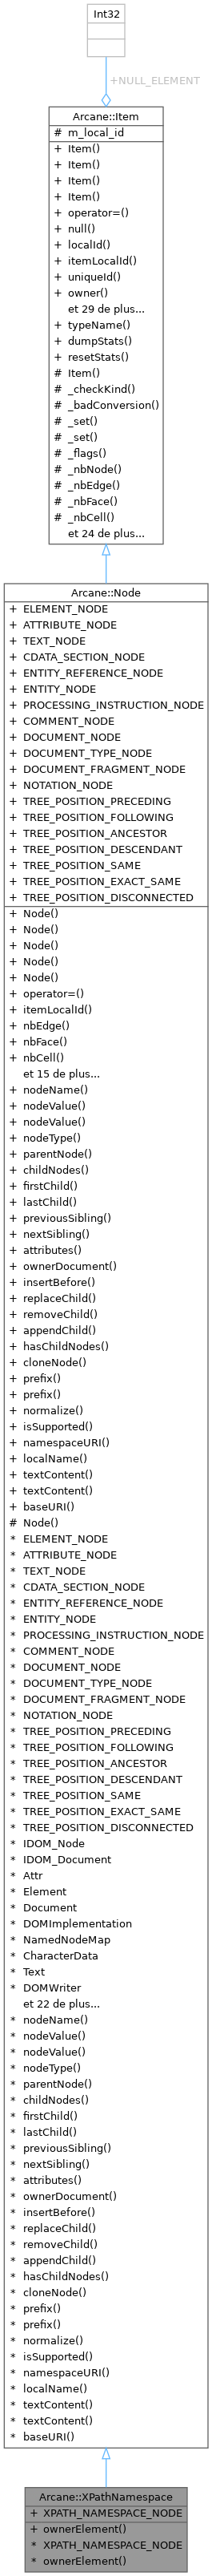 Int32
+NULL_ELEMENT
Arcane::Item
# m_local_id
+ Item()
+ Item()
+ Item()
+ Item()
+ operator=()
+ null()
+ localId()
+ itemLocalId()
+ uniqueId()
+ owner()
et 29 de plus...
+ typeName()
+ dumpStats()
+ resetStats()
# Item()
# _checkKind()
# _badConversion()
# _set()
# _set()
# _flags()
# _nbNode()
# _nbEdge()
# _nbFace()
# _nbCell()
et 24 de plus...
Arcane::Node
+ ELEMENT_NODE
+ ATTRIBUTE_NODE
+ TEXT_NODE
+ CDATA_SECTION_NODE
+ ENTITY_REFERENCE_NODE
+ ENTITY_NODE
+ PROCESSING_INSTRUCTION_NODE
+ COMMENT_NODE
+ DOCUMENT_NODE
+ DOCUMENT_TYPE_NODE
+ DOCUMENT_FRAGMENT_NODE
+ NOTATION_NODE
+ TREE_POSITION_PRECEDING
+ TREE_POSITION_FOLLOWING
+ TREE_POSITION_ANCESTOR
+ TREE_POSITION_DESCENDANT
+ TREE_POSITION_SAME
+ TREE_POSITION_EXACT_SAME
+ TREE_POSITION_DISCONNECTED
+ Node()
+ Node()
+ Node()
+ Node()
+ Node()
+ operator=()
+ itemLocalId()
+ nbEdge()
+ nbFace()
+ nbCell()
et 15 de plus...
+ nodeName()
+ nodeValue()
+ nodeValue()
+ nodeType()
+ parentNode()
+ childNodes()
+ firstChild()
+ lastChild()
+ previousSibling()
+ nextSibling()
+ attributes()
+ ownerDocument()
+ insertBefore()
+ replaceChild()
+ removeChild()
+ appendChild()
+ hasChildNodes()
+ cloneNode()
+ prefix()
+ prefix()
+ normalize()
+ isSupported()
+ namespaceURI()
+ localName()
+ textContent()
+ textContent()
+ baseURI()
# Node()
* ELEMENT_NODE
* ATTRIBUTE_NODE
* TEXT_NODE
* CDATA_SECTION_NODE
* ENTITY_REFERENCE_NODE
* ENTITY_NODE
* PROCESSING_INSTRUCTION_NODE
* COMMENT_NODE
* DOCUMENT_NODE
* DOCUMENT_TYPE_NODE
* DOCUMENT_FRAGMENT_NODE
* NOTATION_NODE
* TREE_POSITION_PRECEDING
* TREE_POSITION_FOLLOWING
* TREE_POSITION_ANCESTOR
* TREE_POSITION_DESCENDANT
* TREE_POSITION_SAME
* TREE_POSITION_EXACT_SAME
* TREE_POSITION_DISCONNECTED
* IDOM_Node
* IDOM_Document
* Attr
* Element
* Document
* DOMImplementation
* NamedNodeMap
* CharacterData
* Text
* DOMWriter
et 22 de plus...
* nodeName()
* nodeValue()
* nodeValue()
* nodeType()
* parentNode()
* childNodes()
* firstChild()
* lastChild()
* previousSibling()
* nextSibling()
* attributes()
* ownerDocument()
* insertBefore()
* replaceChild()
* removeChild()
* appendChild()
* hasChildNodes()
* cloneNode()
* prefix()
* prefix()
* normalize()
* isSupported()
* namespaceURI()
* localName()
* textContent()
* textContent()
* baseURI()
Arcane::XPathNamespace
+ XPATH_NAMESPACE_NODE
+ ownerElement()
* XPATH_NAMESPACE_NODE
* ownerElement()